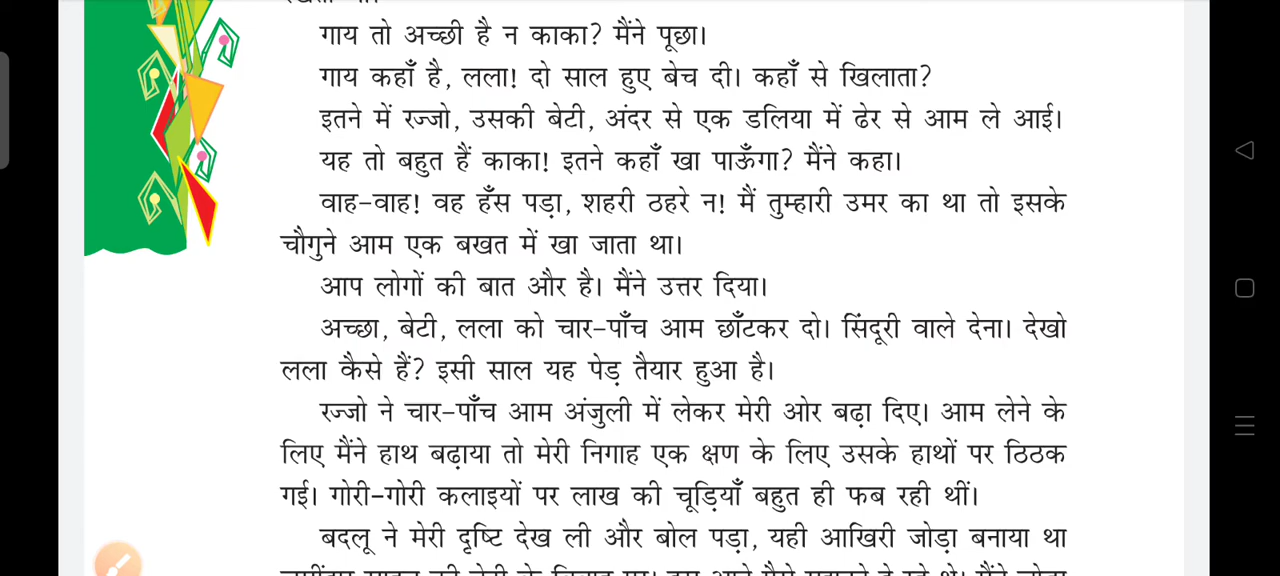 गाय तो अच्छी है न काका? मैंने पूछा।
गाय कहाँ है, लला! दो साल हुए बेच दी। कहाँ से खिलाता?
इतने में रज्जो, उसकी बेटी, अंदर से एक डलिया में ढेर से आम ले आई।
यह तो बहुत हैं काका! इतने कहाँ खा पाऊँगा? मैंने कहा।
वाह-वाह! वह हँस पड़ा, शहरी ठहरे न! मैं तुम्हारी उमर का था तो इसके
चौगुने आम एक बखत में खा जाता था।
आप लोगों की बात और है। मैंने उत्तर दिया।
अच्छा, बेटी, लला को चार-पाँच आम छाँटकर दो। सिंदूरी वाले देना। देखो
लला कैसे हैं? इसी साल यह पेड़ तैयार हुआ है।
रज्जो ने चार-पाँच आम अंजुली में लेकर मेरी ओर बढ़ा दिए। आम लेने के
लिए मैंने हाथ बढ़ाया तो मेरी निगाह एक क्षण के लिए उसके हाथों पर ठिठक
गई। गोरी-गोरी कलाइयों पर लाख की चूड़ियाँ बहुत ही फब रही थीं।
बदलू ने मेरी दृष्टि देख ली और बोल पड़ा, यही आखिरी जोड़ा बनाया था